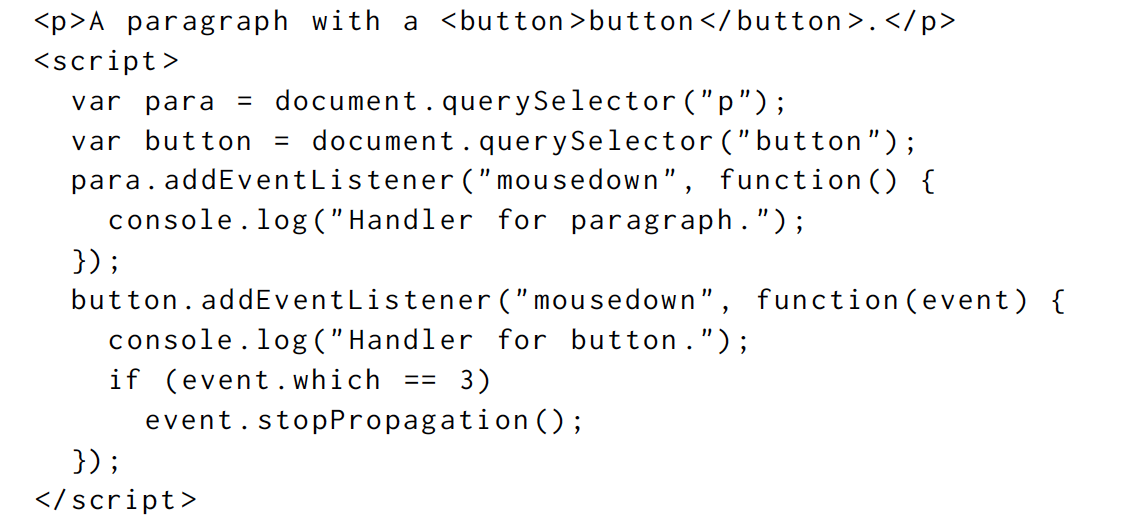 <p>A paragraph with a <button>button</button>.</p>
<script>
  var para = document.querySelector("p");
  var button = document.querySelector("button");
  para.addEventListener("mousedown", function() {
    console.log("Handler for paragraph.");
  });
  button.addEventListener("mousedown", function(event) {
    console.log("Handler for button.");
    if (event.which == 3)
      event.stopPropagation();
  });
</script>